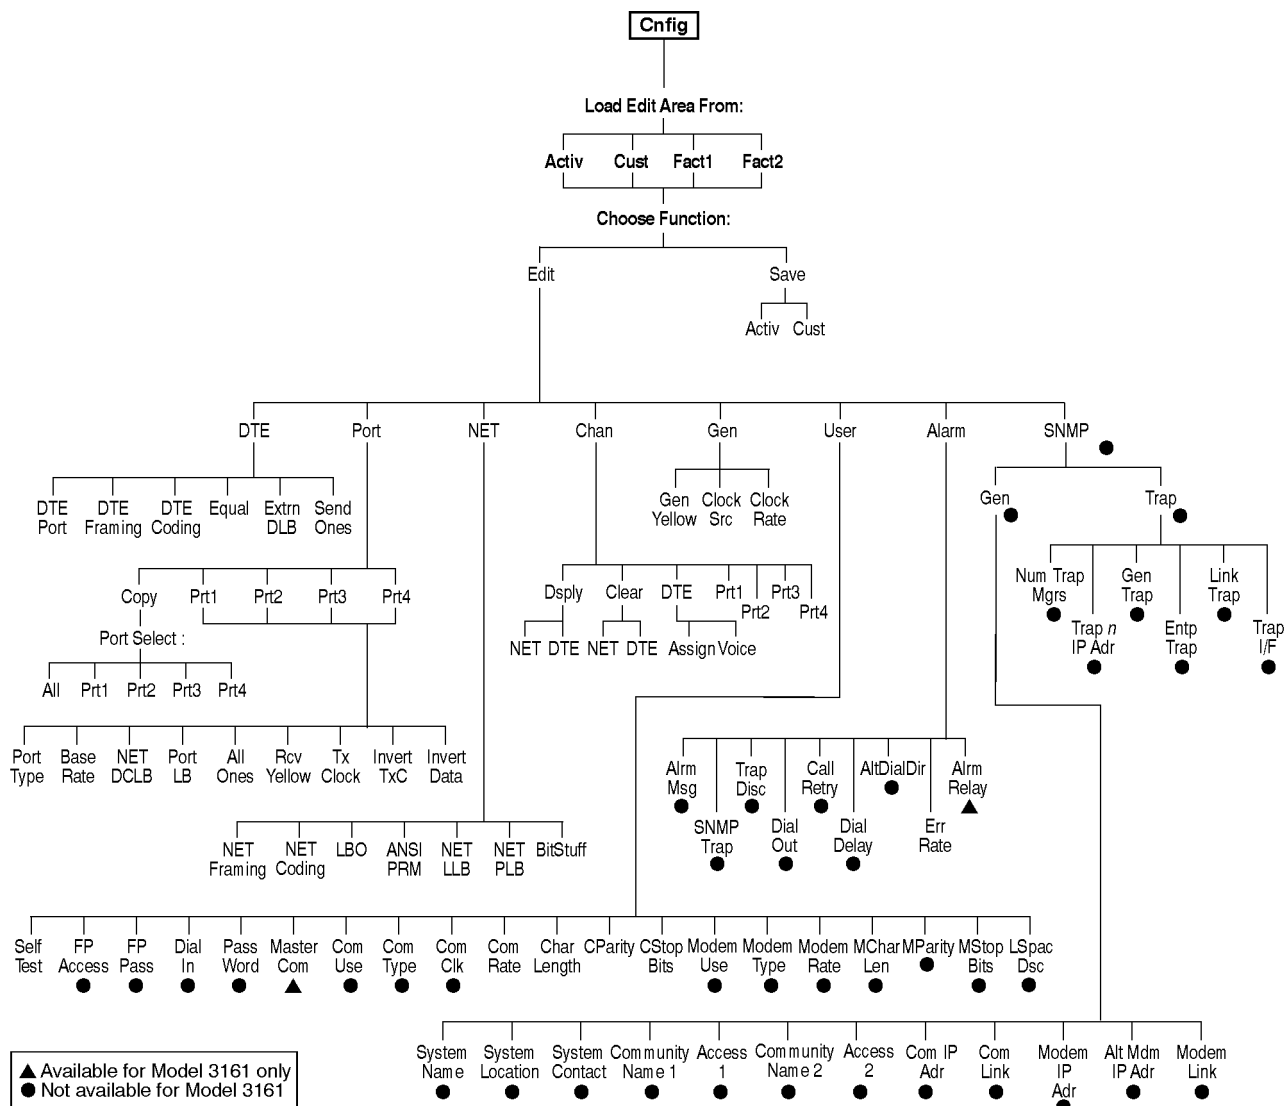 Cnfig
Load Edit Area From:
Activ Cust Fact1 Fact2
Choose Function:
Edit Save
Activ Cust
DTE Port NET Chan Gen User Alarm SNMP
DTE Port
DTE Framing
DTE Coding
Equal
Extrn DLB
Send Ones
Gen Yellow
Clock Src
Clock Rate
Gen Trap
Num Trap Mgrs
Trap n IP Adr
Gen Trap
Entp Trap
Link Trap
Trap I/F
Copy Prt1 Prt2 Prt3 Prt4
Port Select :
All Prt1 Prt2 Prt3 Prt4
Dsply Clear DTE Prt1 Prt2 Prt3 Prt4
NET DTE NET DTE Assign Voice
Port Type
Base Rate
NET DCLB
Port LB
All Ones
Rcv Yellow
Tx Clock
Invert TxC
Invert Data
Alrm Msg
SNMP Trap
Trap Disc
Dial Out
Call Retry
Dial Delay
AltDialDir
Err Rate
Alrm Relay
NET Framing
NET Coding
LBO
ANSI PRM
NET LLB
NET PLB
BitStuff
Self Test
FP Access
FP Pass
Dial In
Pass Word
Master Com
Com Use
Com Type
Com Clk
Com Rate
Char Length
CParity
CStop Bits
Modem Use
Modem Type
Modem Rate
MChar Len
MParity
MStop Bits
LSpac Dsc
System Name
System Location
System Contact
Community Name 1
Access 1
Community Name 2
Access 2
Com IP Adr
Com Link
Modem IP Adr
Alt Mdm IP Adr
Modem Link
▲ Available for Model 3161 only
● Not available for Model 3161